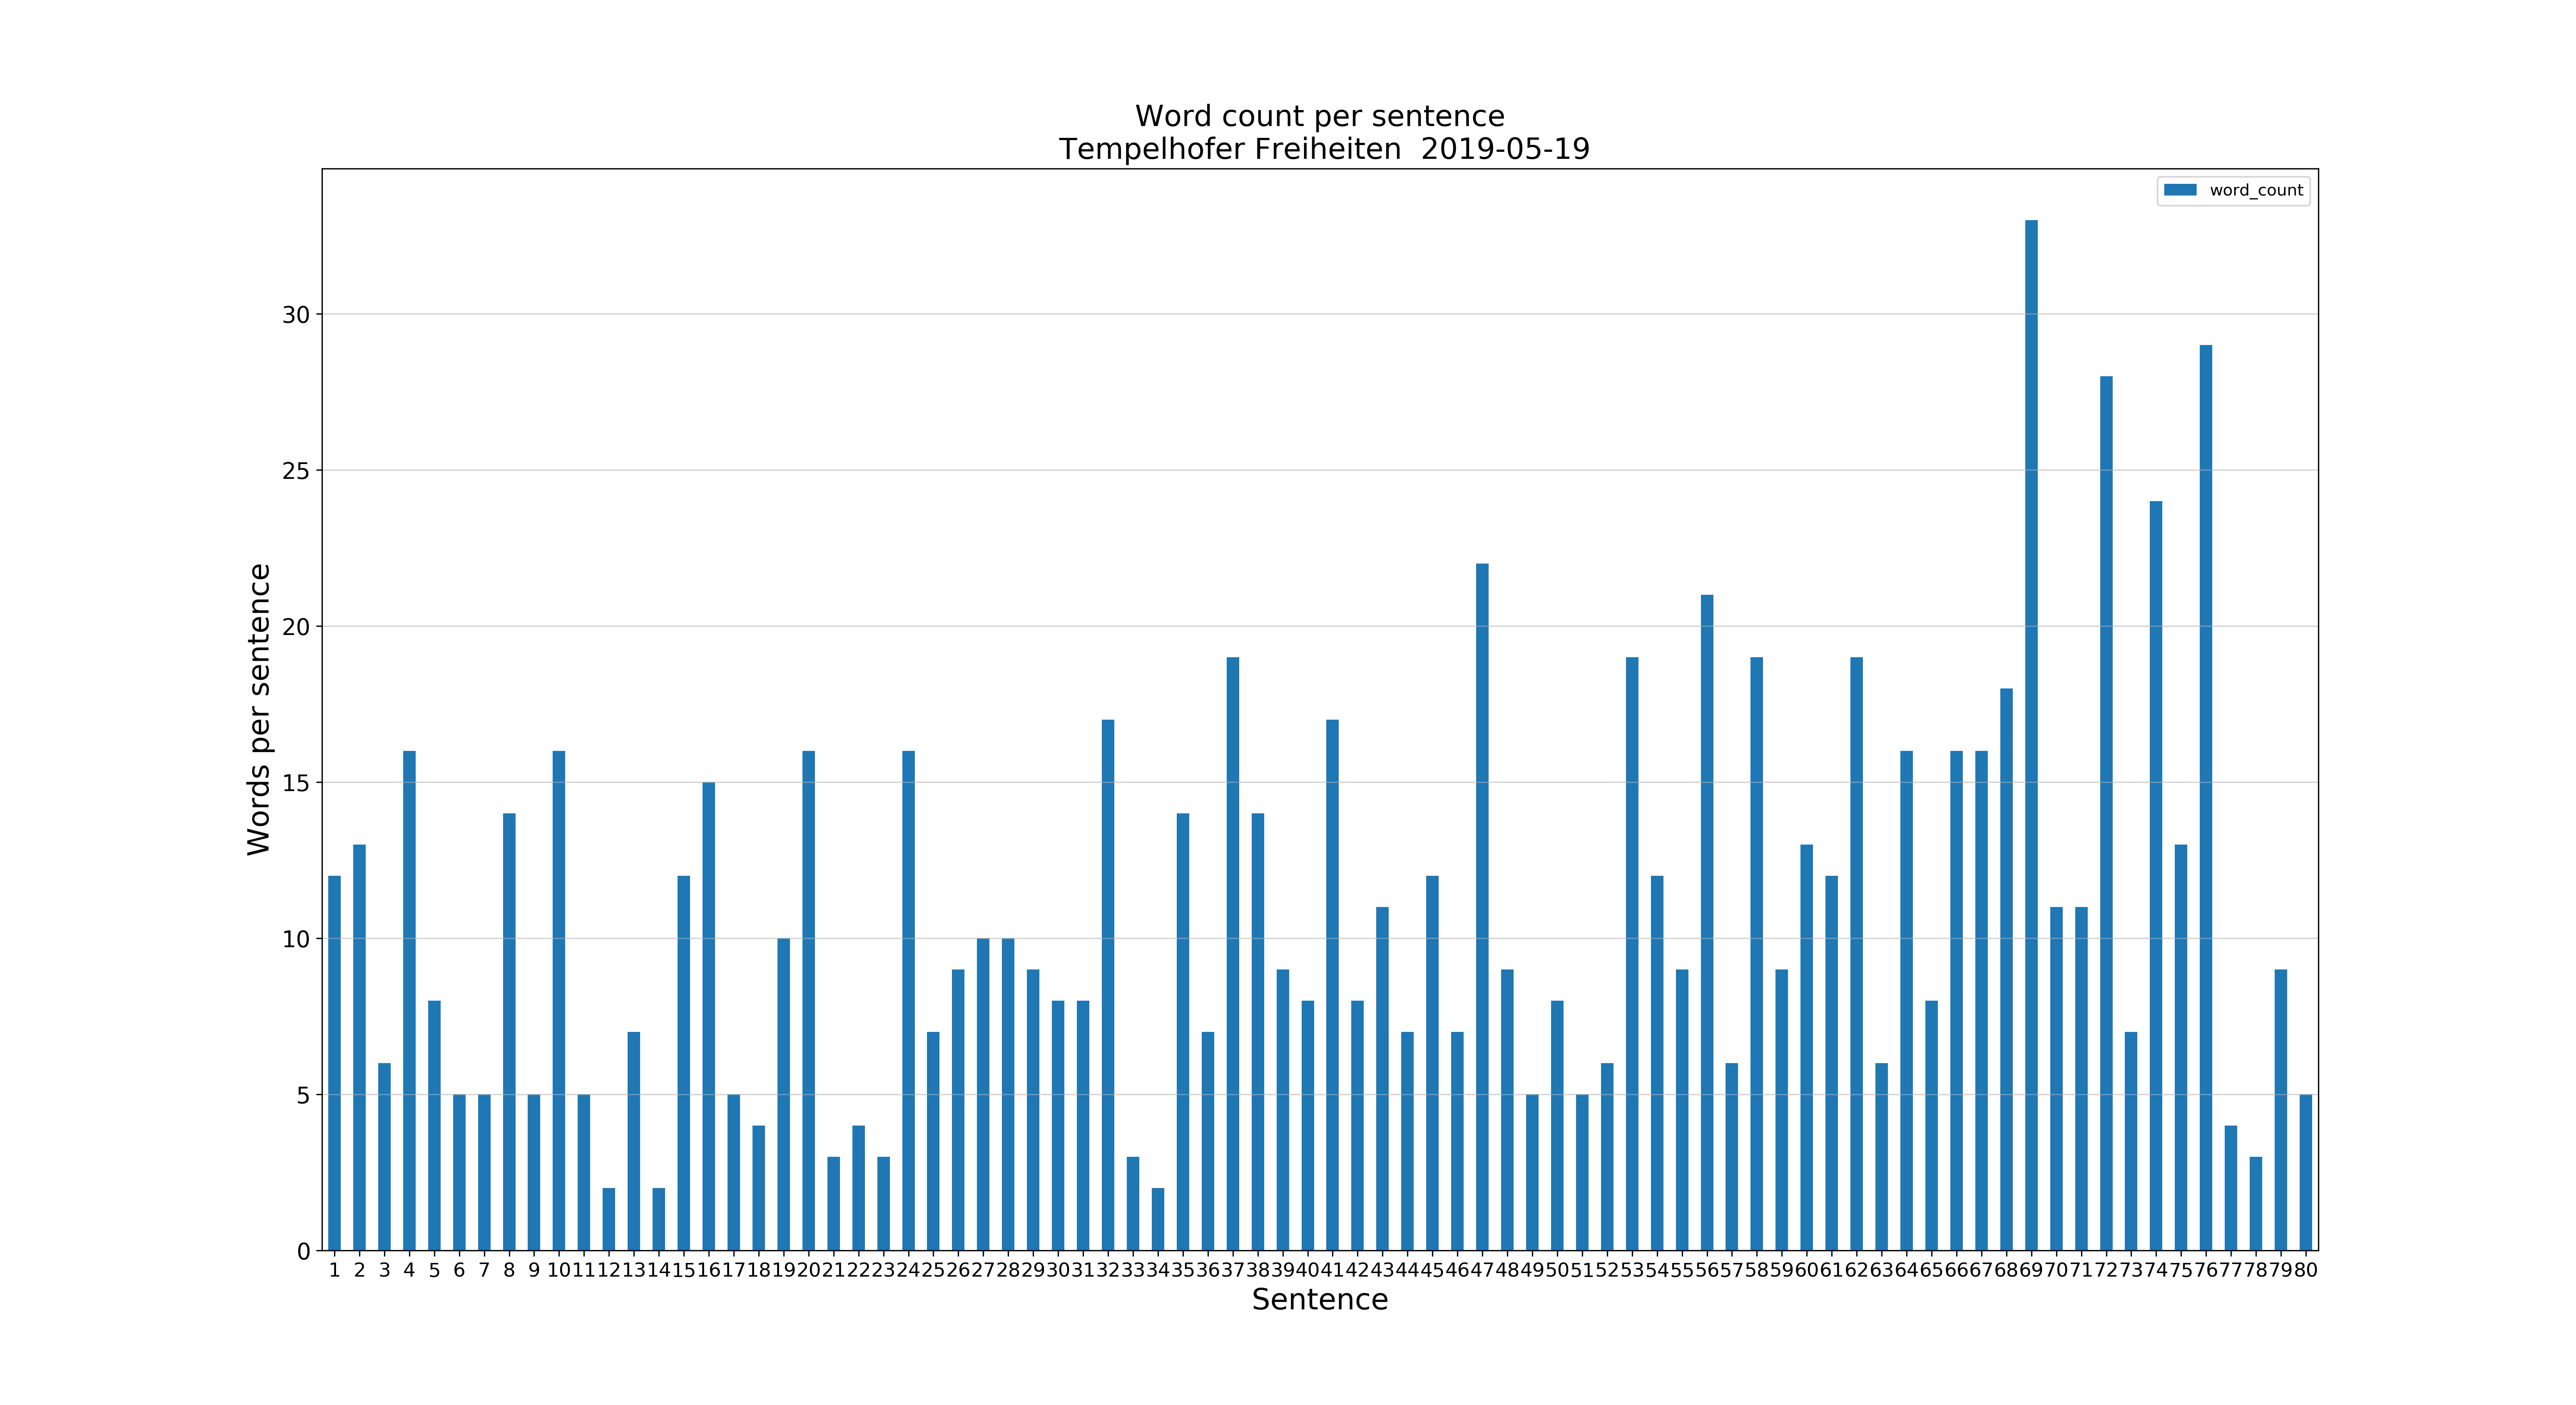 Word count per sentence
Tempelhofer Freiheiten  2019-05-19
word_count
30
25
20
15
10
5
0
Words per sentence
1 2 3 4 5 6 7 8 9 10 11 12 13 14 15 16 17 18 19 20 21 22 23 24 25 26 27 28 29 30 31 32 33 34 35 36 37 38 39 40 41 42 43 44 45 46 47 48 49 50 51 52 53 54 55 56 57 58 59 60 61 62 63 64 65 66 67 68 69 70 71 72 73 74 75 76 77 78 79 80
Sentence